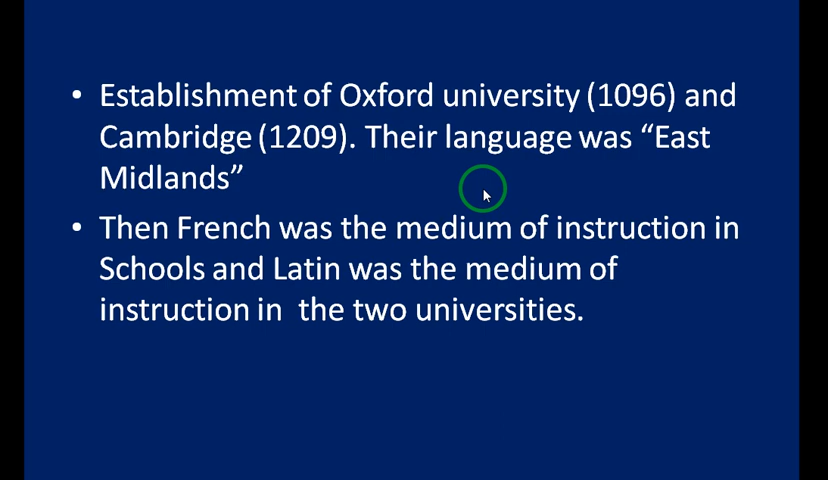 • Establishment of Oxford university (1096) and
Cambridge (1209). Their language was “East
Midlands”
• Then French was the medium of instruction in
Schools and Latin was the medium of
instruction in  the two universities.